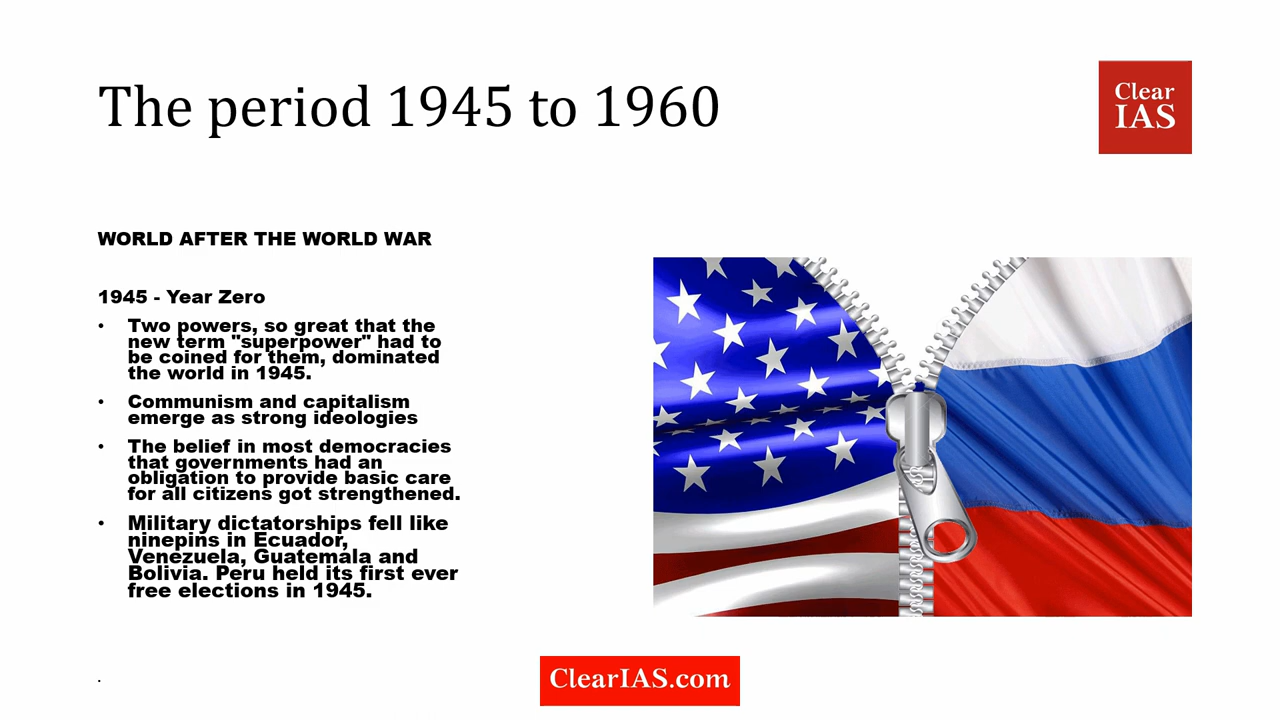 The period 1945 to 1960
Clear
IAS
WORLD AFTER THE WORLD WAR
1945 - Year Zero
• Two powers, so great that the
new term "superpower" had to
be coined for them, dominated
the world in 1945.
• Communism and capitalism
emerge as strong ideologies
• The belief in most democracies
that governments had an
obligation to provide basic care
for all citizens got strengthened.
• Military dictatorships fell like
ninepins in Ecuador,
Venezuela, Guatemala and
Bolivia. Peru held its first ever
free elections in 1945.
.
ClearIAS.com